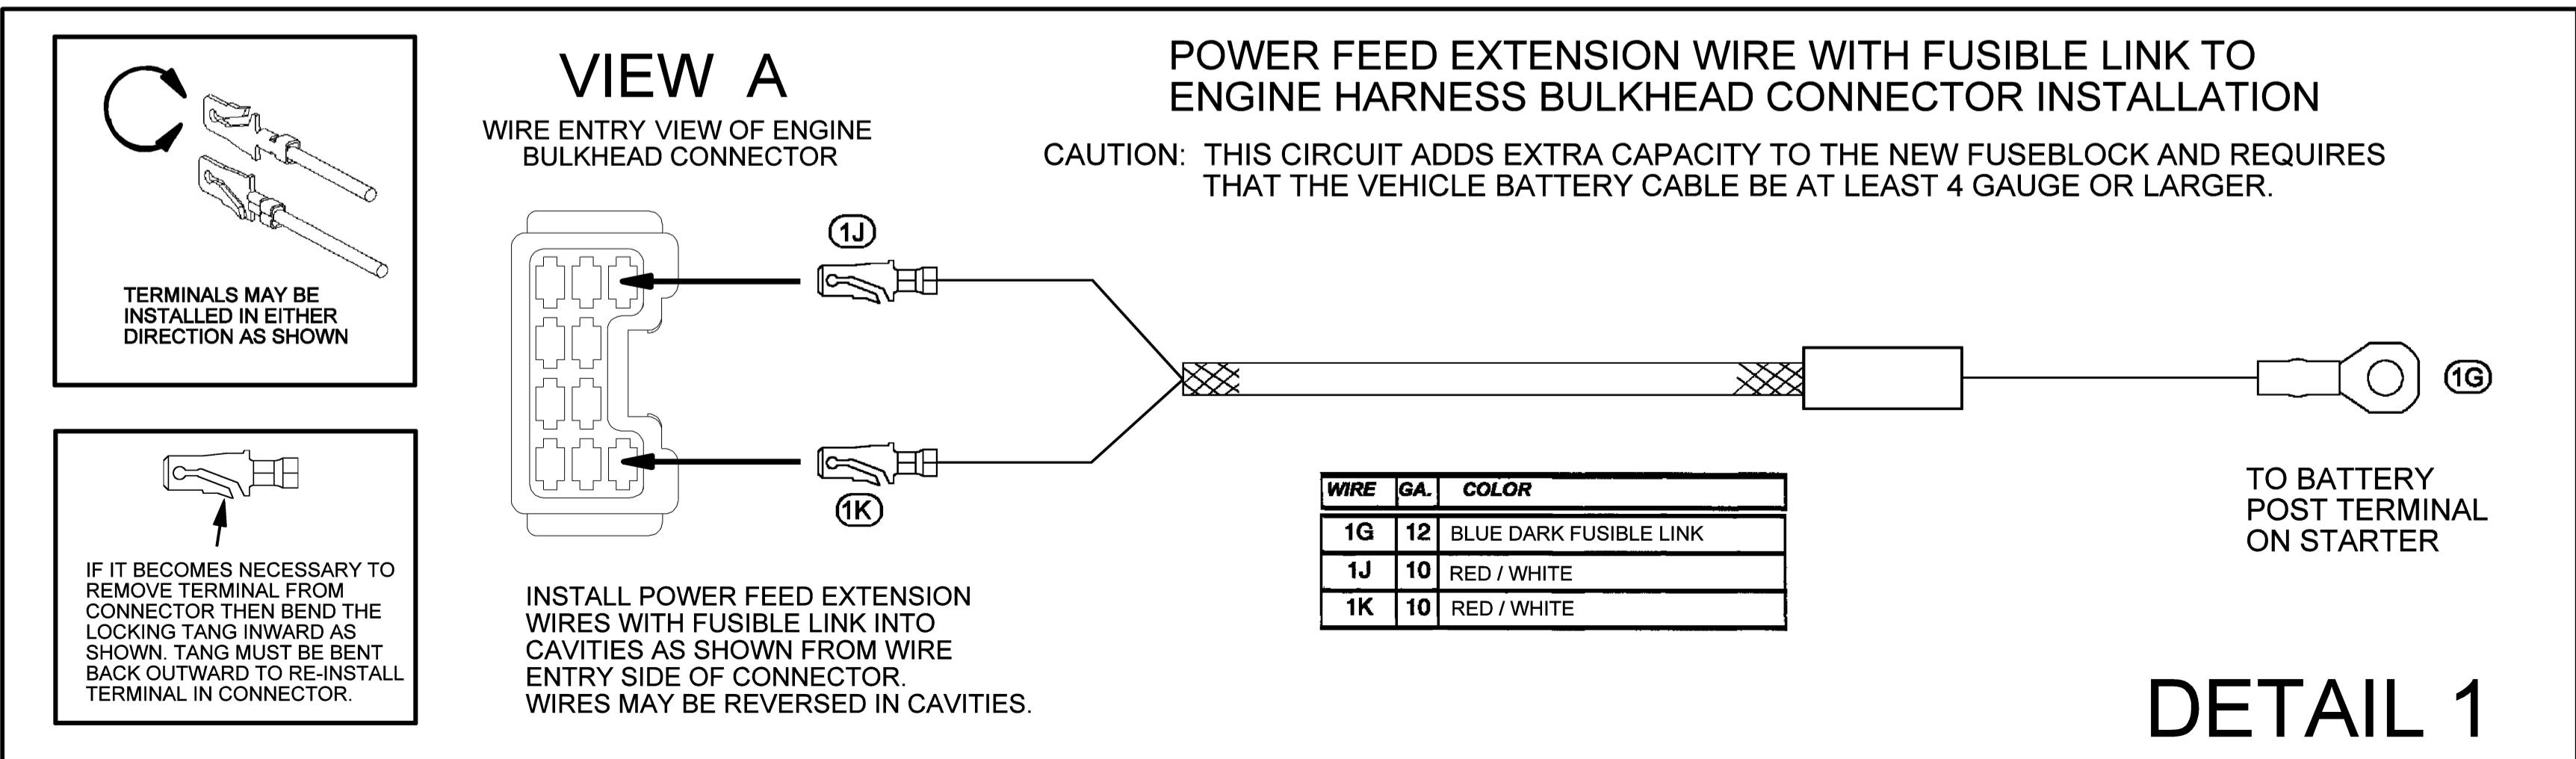 TERMINALS MAY BE
INSTALLED IN EITHER
DIRECTION AS SHOWN
IF IT BECOMES NECESSARY TO
REMOVE TERMINAL FROM
CONNECTOR THEN BEND THE
LOCKING TANG INWARD AS
SHOWN. TANG MUST BE BENT
BACK OUTWARD TO RE-INSTALL
TERMINAL IN CONNECTOR.
VIEW A
WIRE ENTRY VIEW OF ENGINE
BULKHEAD CONNECTOR
1J
1K
INSTALL POWER FEED EXTENSION
WIRES WITH FUSIBLE LINK INTO
CAVITIES AS SHOWN FROM WIRE
ENTRY SIDE OF CONNECTOR.
WIRES MAY BE REVERSED IN CAVITIES.
POWER FEED EXTENSION WIRE WITH FUSIBLE LINK TO
ENGINE HARNESS BULKHEAD CONNECTOR INSTALLATION
CAUTION: THIS CIRCUIT ADDS EXTRA CAPACITY TO THE NEW FUSEBLOCK AND REQUIRES
THAT THE VEHICLE BATTERY CABLE BE AT LEAST 4 GAUGE OR LARGER.
1G
WIRE GA. COLOR
1G 12 BLUE DARK FUSIBLE LINK
1J 10 RED / WHITE
1K 10 RED / WHITE
TO BATTERY
POST TERMINAL
ON STARTER
DETAIL 1